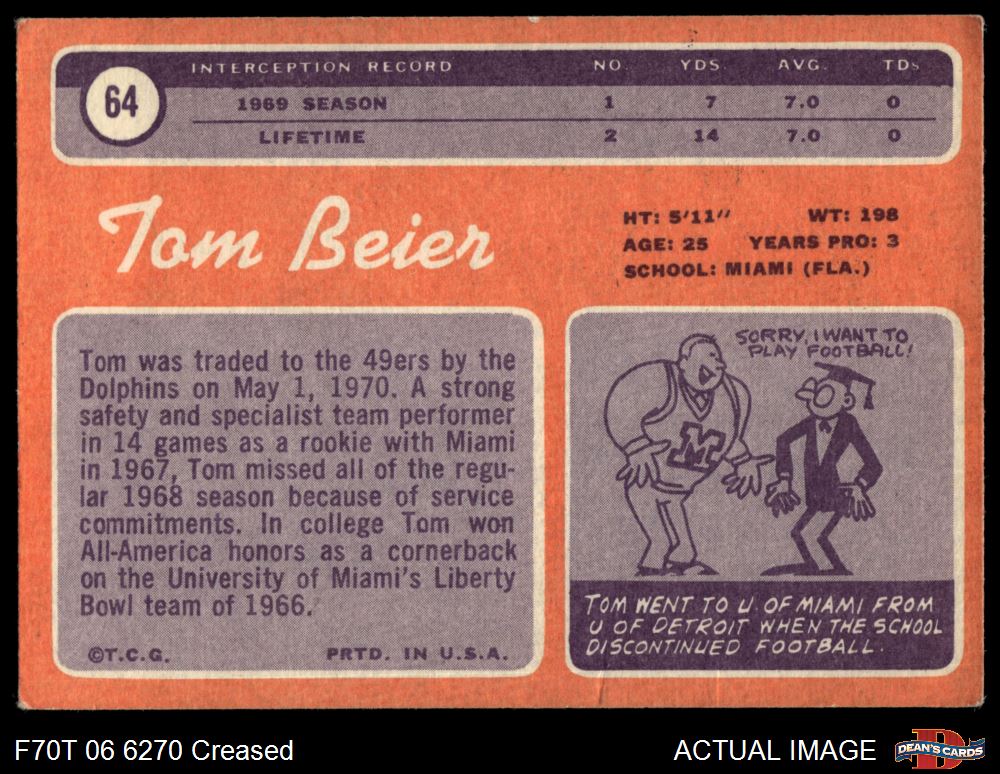 64
INTERCEPTION RECORD NO. YDS. AVG. TDs
1969 SEASON 1 7 7.0 0
LIFETIME 2 14 7.0 0
Tom Beier
HT: 5'11" WT: 198
AGE: 25 YEARS PRO: 3
SCHOOL: MIAMI (FLA.)
Tom was traded to the 49ers by the
Dolphins on May 1, 1970. A strong
safety and specialist team performer
in 14 games as a rookie with Miami
in 1967, Tom missed all of the regu-
lar 1968 season because of service
commitments. In college Tom won
All-America honors as a cornerback
on the University of Miami's Liberty
Bowl team of 1966.
©T.C.G. PRTD. IN U.S.A.
SORRY, I WANT TO
PLAY FOOTBALL!
M
TOM WENT TO U OF MIAMI FROM
U OF DETROIT WHEN THE SCHOOL
DISCONTINUED FOOTBALL.
F70T 06 6270 Creased
ACTUAL IMAGE
D
DEAN'S CARDS